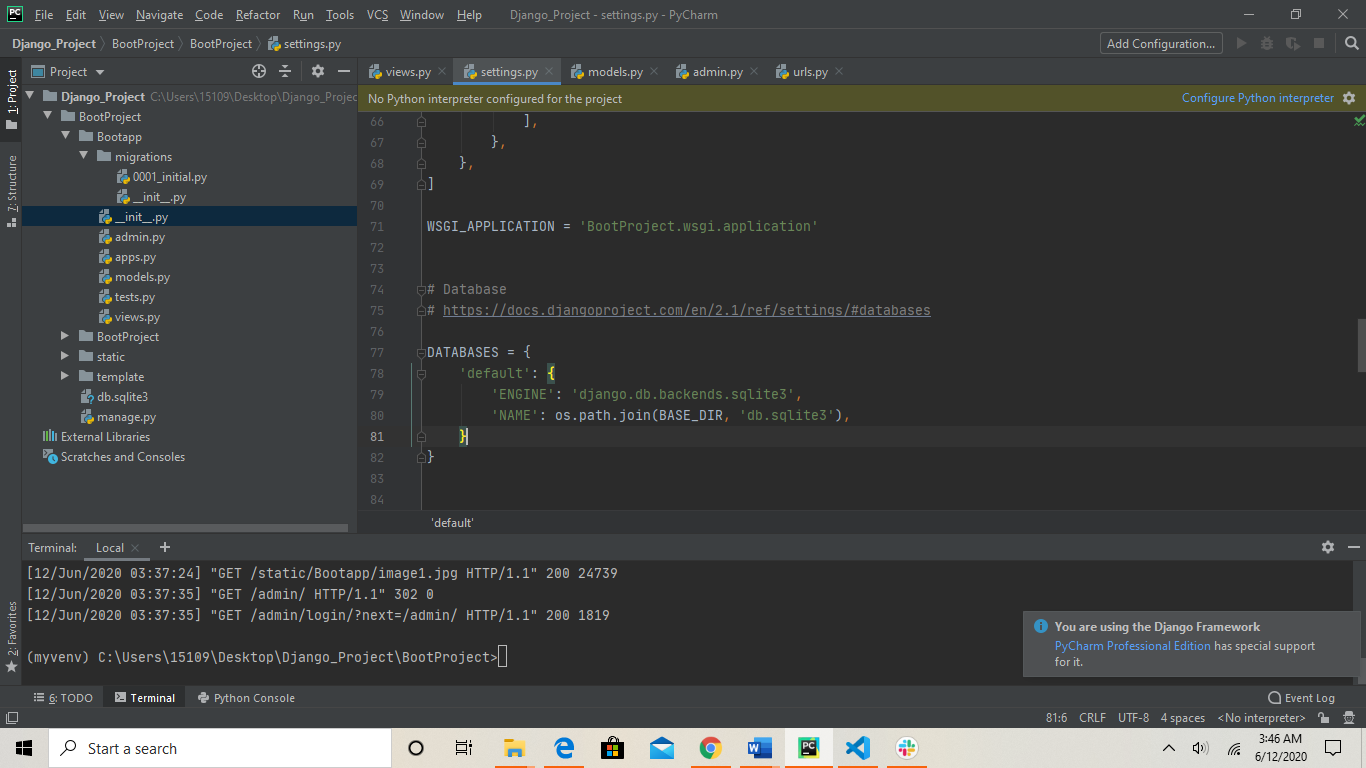 PC File Edit View Navigate Code Refactor Run Tools VCS Window Help Django_Project - settings.py - PyCharm
Django_Project BootProject BootProject settings.py Add Configuration...
1: Project
7: Structure
2: Favorites
Project
Django_Project C:\Users\15109\Desktop\Django_Projec
BootProject
Bootapp
migrations
0001_initial.py
__init__.py
__init__.py
admin.py
apps.py
models.py
tests.py
views.py
BootProject
static
template
db.sqlite3
manage.py
External Libraries
Scratches and Consoles
views.py settings.py models.py admin.py urls.py
No Python interpreter configured for the project Configure Python interpreter
66 ],
67 },
68 },
69 ]
70
71 WSGI_APPLICATION = 'BootProject.wsgi.application'
72
73
74 # Database
75 # https://docs.djangoproject.com/en/2.1/ref/settings/#databases
76
77 DATABASES = {
78 'default': {
79 'ENGINE': 'django.db.backends.sqlite3',
80 'NAME': os.path.join(BASE_DIR, 'db.sqlite3'),
81 }
82 }
83
84
'default'
Terminal: Local
[12/Jun/2020 03:37:24] "GET /static/Bootapp/image1.jpg HTTP/1.1" 200 24739
[12/Jun/2020 03:37:35] "GET /admin/ HTTP/1.1" 302 0
[12/Jun/2020 03:37:35] "GET /admin/login/?next=/admin/ HTTP/1.1" 200 1819
(myvenv) C:\Users\15109\Desktop\Django_Project\BootProject>
You are using the Django Framework
PyCharm Professional Edition has special support
for it.
6: TODO Terminal Python Console Event Log
81:6 CRLF UTF-8 4 spaces <No interpreter>
Start a search
3:46 AM
6/12/2020